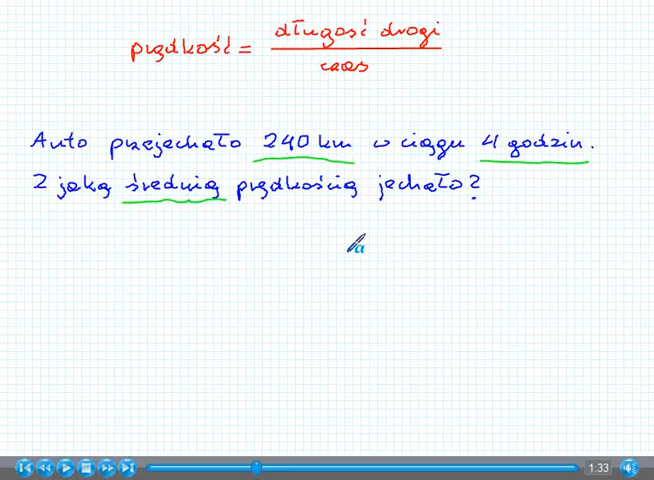 prędkość = długość drogi
czas
Auto przejechało 240 km w ciągu 4 godzin.
Z jaką średnią prędkością jechało?
a
1:33